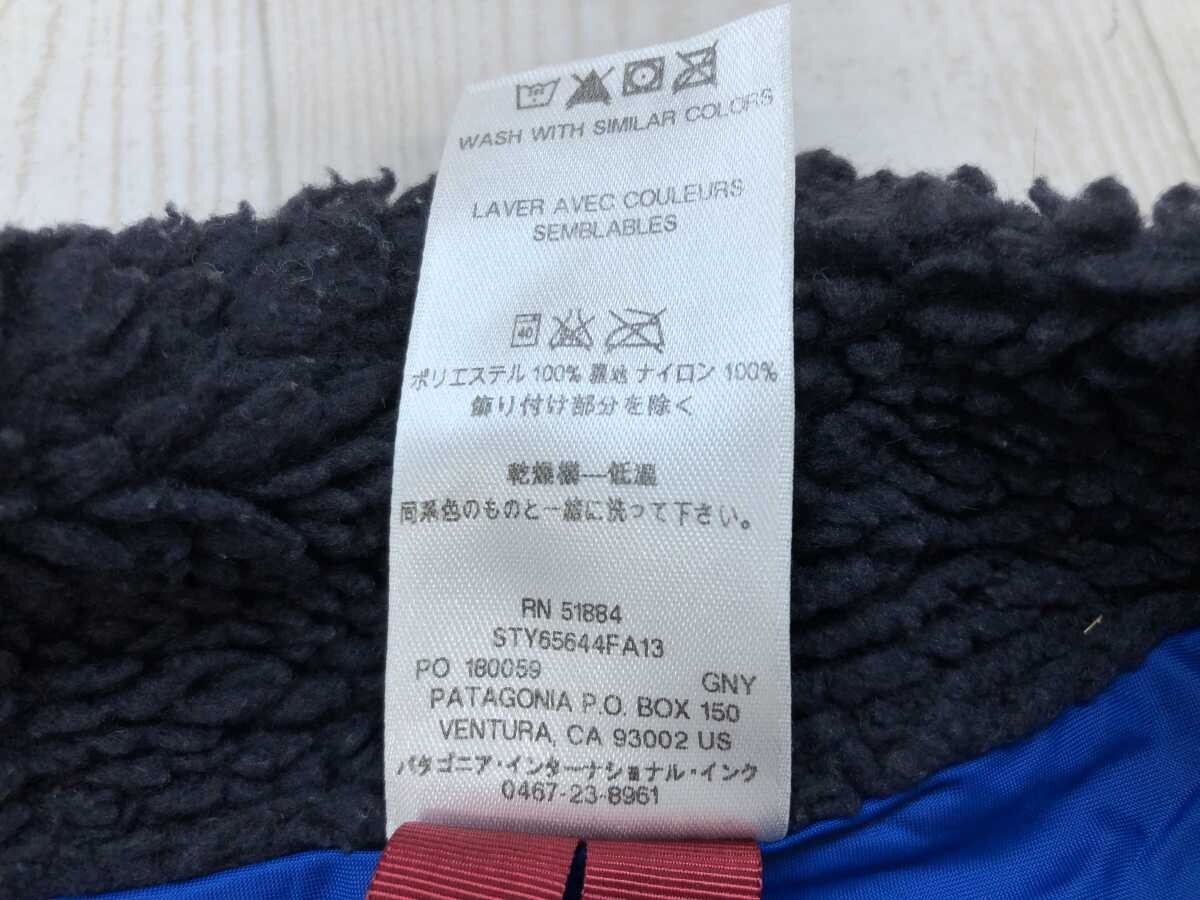 WASH WITH SIMILAR COLORS
LAVER AVEC COULEURS
SEMBLABLES
40
ポリエステル 100% 裏地 ナイロン 100%
飾り付け部分を除く
乾燥機—低温
同系色のものと一緒に洗って下さい。
RN 51884
STY65644FA13
PO 180059 GNY
PATAGONIA P.O. BOX 150
VENTURA, CA 93002 US
パタゴニア・インターナショナル・インク
0467-23-8961